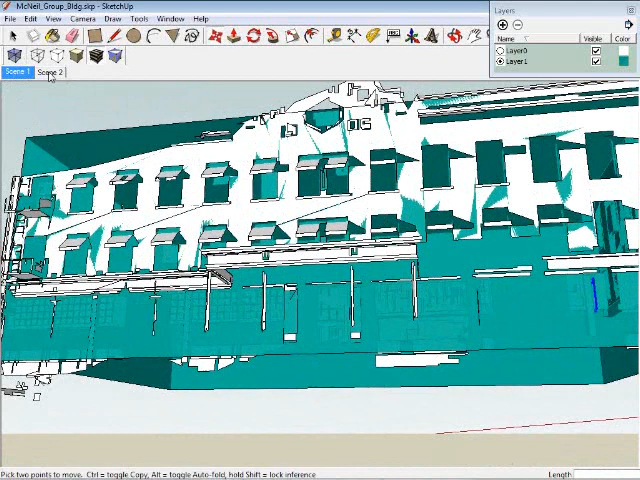 McNeil_Group_Bldg.skp - SketchUp
File Edit View Camera Draw Tools Window Help
Scene 1 Scene 2
Layers
Name Visible Color
Layer0
Layer1
Pick two points to move. Ctrl = toggle Copy, Alt = toggle Auto-fold, hold Shift = lock inference
Length